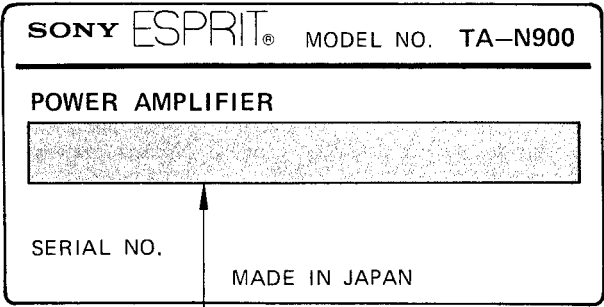 SONY ESPRIT® MODEL NO. TA–N900
POWER AMPLIFIER
SERIAL NO.
MADE IN JAPAN